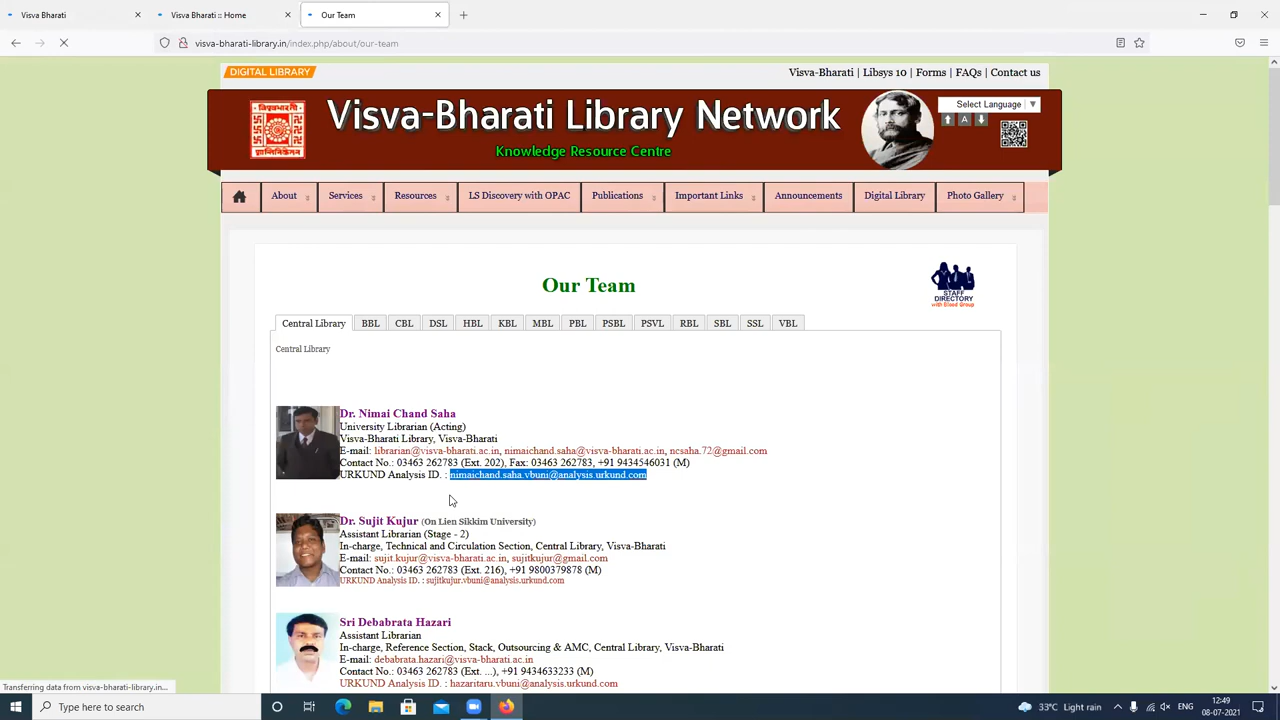 Visva Bharati
Visva Bharati :: Home
Our Team
visva-bharati-library.in/index.php/about/our-team
DIGITAL LIBRARY
Visva-Bharati | Libsys 10 | Forms | FAQs | Contact us
Visva-Bharati Library Network
Knowledge Resource Centre
Select Language
A
About
Services
Resources
LS Discovery with OPAC
Publications
Important Links
Announcements
Digital Library
Photo Gallery
Our Team
STAFF
DIRECTORY
with Blood Group
Central Library
BBL
CBL
DSL
HBL
KBL
MBL
PBL
PSBL
PSVL
RBL
SBL
SSL
VBL
Central Library
Dr. Nimai Chand Saha
University Librarian (Acting)
Visva-Bharati Library, Visva-Bharati
E-mail: librarian@visva-bharati.ac.in, nimaichand.saha@visva-bharati.ac.in, ncsaha.72@gmail.com
Contact No.: 03463 262783 (Ext. 202), Fax: 03463 262783, +91 9434546031 (M)
URKUND Analysis ID. : nimaichand.saha.vbuni@analysis.urkund.com
Dr. Sujit Kujur (On Lien Sikkim University)
Assistant Librarian (Stage - 2)
In-charge, Technical and Circulation Section, Central Library, Visva-Bharati
E-mail: sujit.kujur@visva-bharati.ac.in, sujitkujur@gmail.com
Contact No.: 03463 262783 (Ext. 216), +91 9800379878 (M)
URKUND Analysis ID. : sujitkujur.vbuni@analysis.urkund.com
Sri Debabrata Hazari
Assistant Librarian
In-charge, Reference Section, Stack, Outsourcing & AMC, Central Library, Visva-Bharati
E-mail: debabrata.hazari@visva-bharati.ac.in
Contact No.: 03463 262783 (Ext. ...), +91 9434633233 (M)
URKUND Analysis ID. : hazaritaru.vbuni@analysis.urkund.com
Transferring data from visva-bharati-library.in...
Type here to search
33°C Light rain
ENG
12:49
08-07-2021